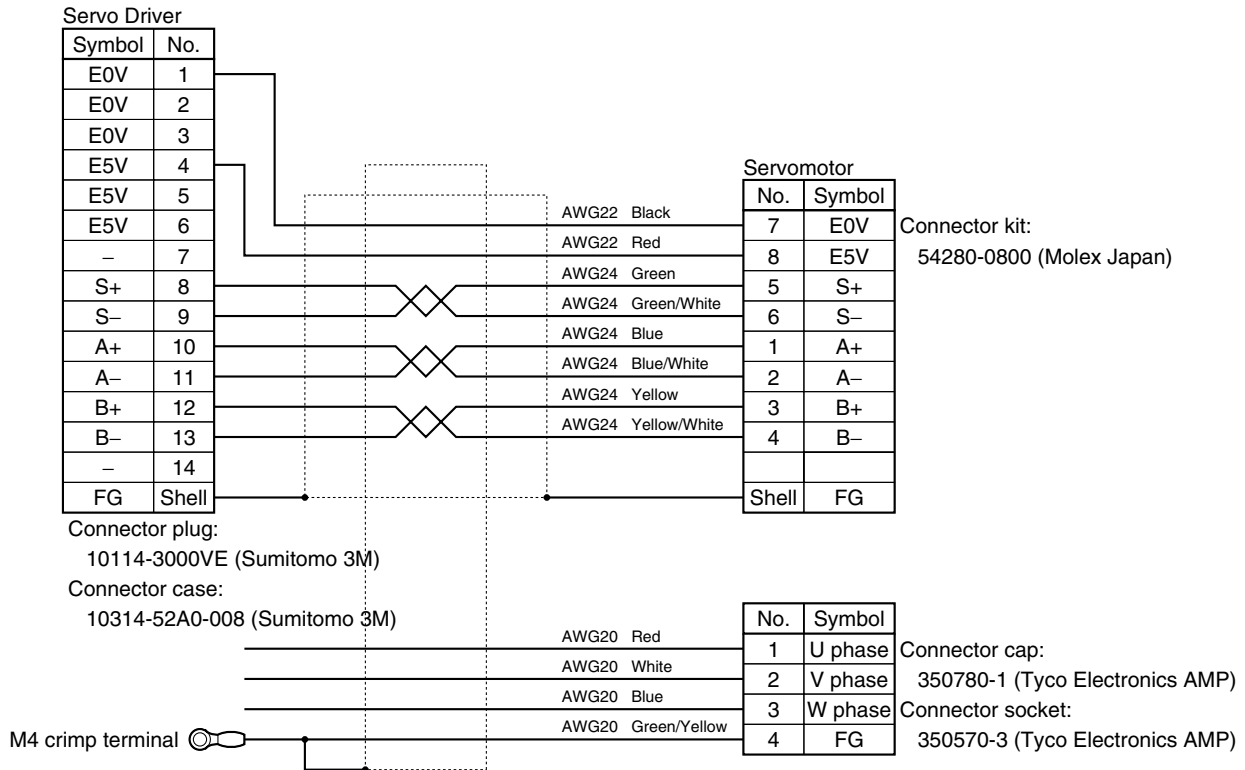 Servo Driver
Symbol No.
E0V 1
E0V 2
E0V 3
E5V 4
E5V 5
E5V 6
– 7
S+ 8
S– 9
A+ 10
A– 11
B+ 12
B– 13
– 14
FG Shell
Connector plug:
10114-3000VE (Sumitomo 3M)
Connector case:
10314-52A0-008 (Sumitomo 3M)
AWG22 Black
AWG22 Red
AWG24 Green
AWG24 Green/White
AWG24 Blue
AWG24 Blue/White
AWG24 Yellow
AWG24 Yellow/White
Servomotor
No. Symbol
7 E0V
8 E5V
5 S+
6 S–
1 A+
2 A–
3 B+
4 B–
Shell FG
Connector kit:
54280-0800 (Molex Japan)
AWG20 Red
AWG20 White
AWG20 Blue
AWG20 Green/Yellow
M4 crimp terminal
No. Symbol
1 U phase
2 V phase
3 W phase
4 FG
Connector cap:
350780-1 (Tyco Electronics AMP)
Connector socket:
350570-3 (Tyco Electronics AMP)